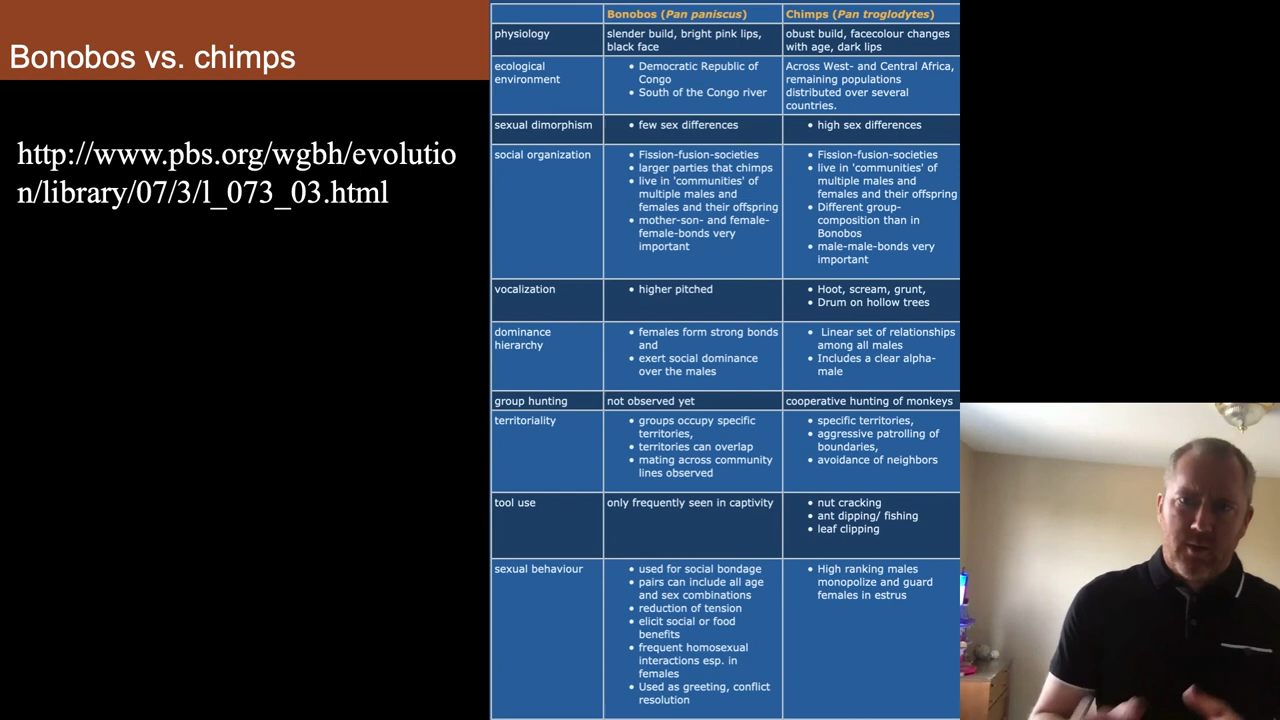 Bonobos vs. chimps
http://www.pbs.org/wgbh/evolutio
n/library/07/3/l_073_03.html
Bonobos (Pan paniscus)
Chimps (Pan troglodytes)
physiology
slender build, bright pink lips,
black face
obust build, facecolour changes
with age, dark lips
ecological
environment
• Democratic Republic of
Congo
• South of the Congo river
Across West- and Central Africa,
remaining populations
distributed over several
countries.
sexual dimorphism
• few sex differences
• high sex differences
social organization
• Fission-fusion-societies
• larger parties that chimps
• live in 'communities' of
multiple males and
females and their offspring
• mother-son- and female-
female-bonds very
important
• Fission-fusion-societies
• live in 'communities' of
multiple males and
females and their offspring
• Different group-
composition than in
Bonobos
• male-male-bonds very
important
vocalization
• higher pitched
• Hoot, scream, grunt,
• Drum on hollow trees
dominance
hierarchy
• females form strong bonds
and
• exert social dominance
over the males
• Linear set of relationships
among all males
• Includes a clear alpha-
male
group hunting
not observed yet
cooperative hunting of monkeys
territoriality
• groups occupy specific
territories,
• territories can overlap
• mating across community
lines observed
• specific territories,
• aggressive patrolling of
boundaries,
• avoidance of neighbors
tool use
only frequently seen in captivity
• nut cracking
• ant dipping/ fishing
• leaf clipping
sexual behaviour
• used for social bondage
• pairs can include all age
and sex combinations
• reduction of tension
• elicit social or food
benefits
• frequent homosexual
interactions esp. in
females
• Used as greeting, conflict
resolution
• High ranking males
monopolize and guard
females in estrus